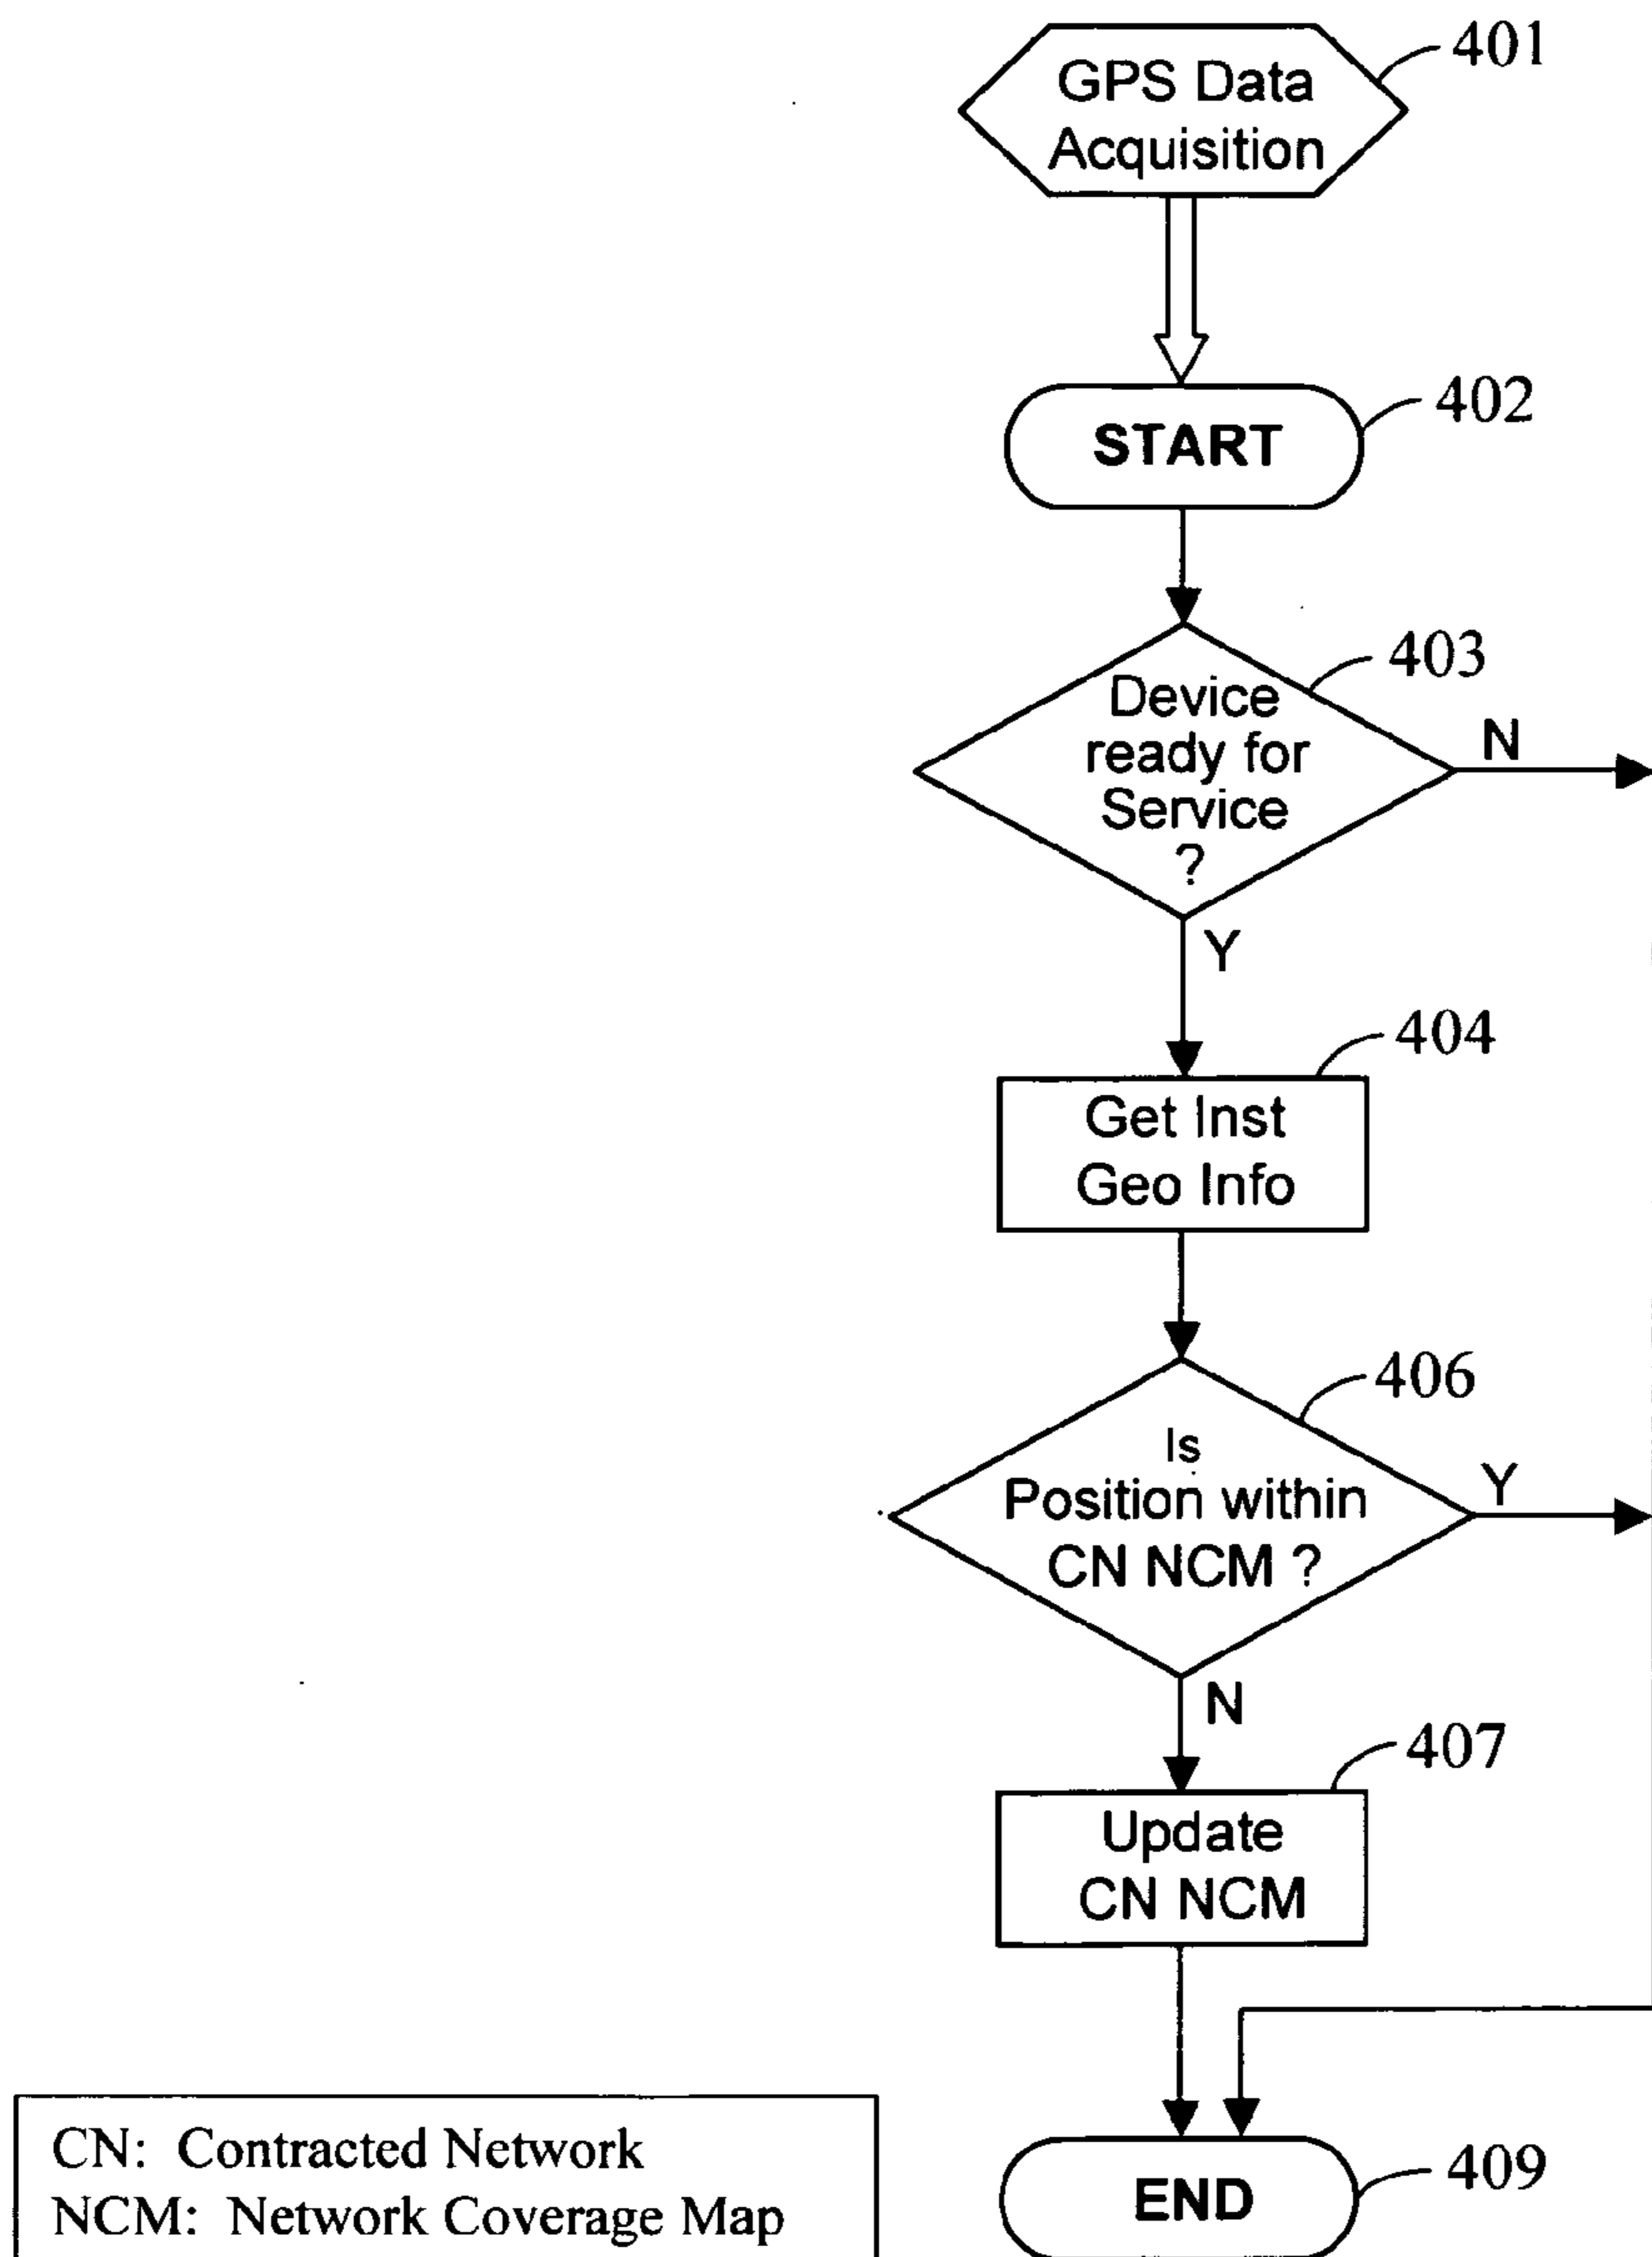 GPS Data
Acquisition
401
START
402
403
Device
ready for
Service
?
N
Y
404
Get Inst
Geo Info
406
Is
Position within
CN NCM ?
Y
N
407
Update
CN NCM
CN: Contracted Network
NCM: Network Coverage Map
END
409